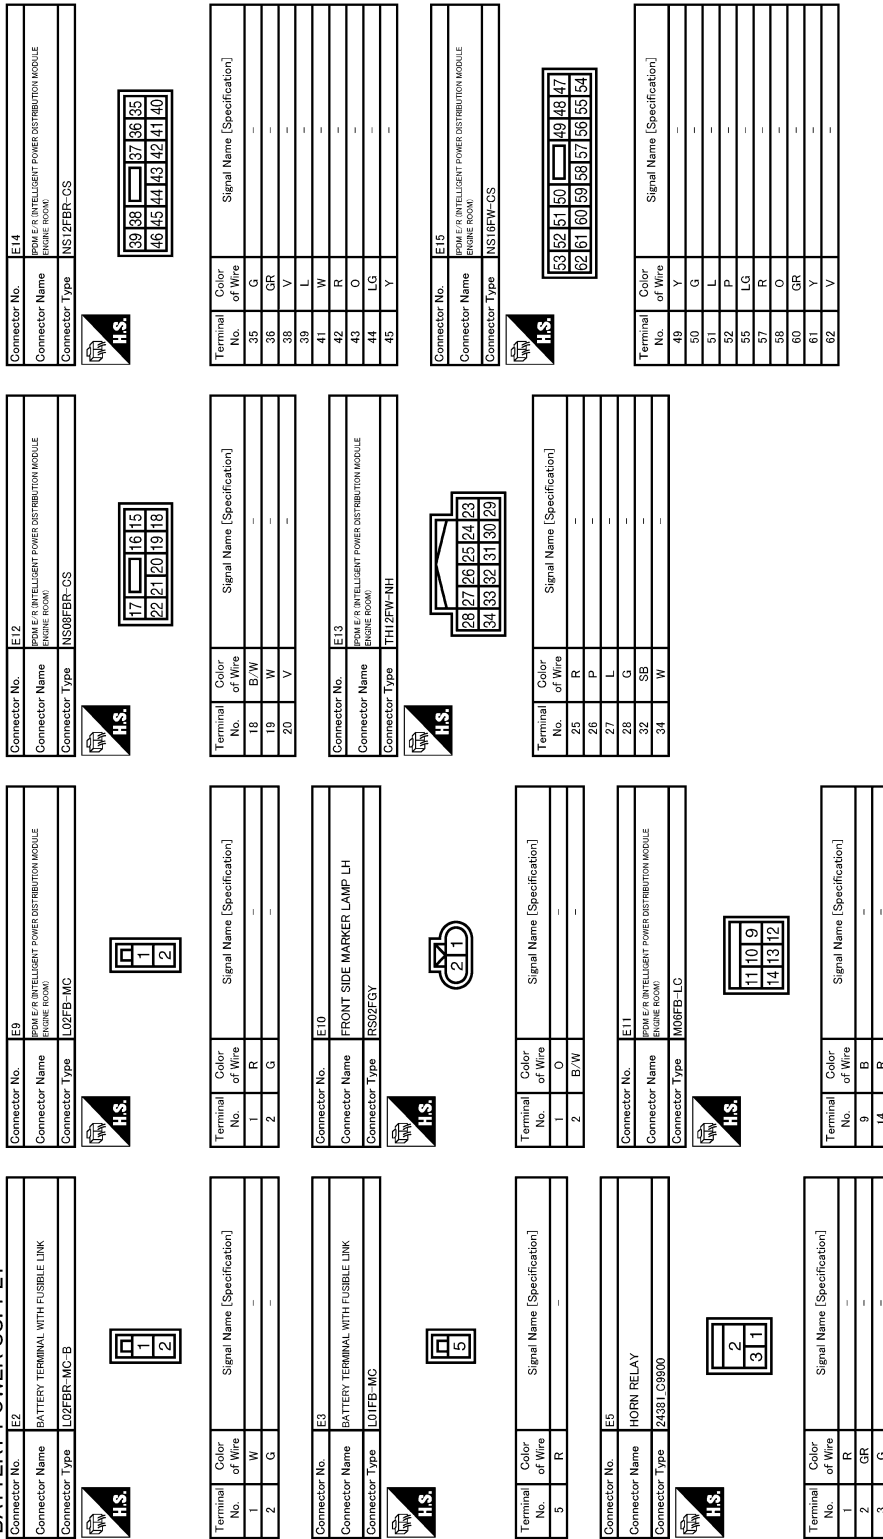 Connector No. E2
Connector Name BATTERY TERMINAL WITH FUSIBLE LINK
Connector Type L02FBR-MC-B
H.S.
1
2
Terminal No. Color of Wire Signal Name [Specification]
1 W -
2 G -
Connector No. E3
Connector Name BATTERY TERMINAL WITH FUSIBLE LINK
Connector Type L01FB-MC
H.S.
5
Terminal No. Color of Wire Signal Name [Specification]
5 R -
Connector No. E5
Connector Name HORN RELAY
Connector Type 24381_C9900
H.S.
2
3 1
Terminal No. Color of Wire Signal Name [Specification]
1 R -
2 GR -
3 G -
Connector No. E9
Connector Name IPDM E/R (INTELLIGENT POWER DISTRIBUTION MODULE ENGINE ROOM)
Connector Type L02FB-MC
H.S.
1
2
Terminal No. Color of Wire Signal Name [Specification]
1 R -
2 G -
Connector No. E10
Connector Name FRONT SIDE MARKER LAMP LH
Connector Type RS02FGY
H.S.
2 1
Terminal No. Color of Wire Signal Name [Specification]
1 O -
2 B/W -
Connector No. E11
Connector Name IPDM E/R (INTELLIGENT POWER DISTRIBUTION MODULE ENGINE ROOM)
Connector Type M06FB-LC
H.S.
11 10 9
14 13 12
Terminal No. Color of Wire Signal Name [Specification]
9 B -
14 R -
Connector No. E12
Connector Name IPDM E/R (INTELLIGENT POWER DISTRIBUTION MODULE ENGINE ROOM)
Connector Type NS08FBR-CS
H.S.
17 16 15
22 21 20 19 18
Terminal No. Color of Wire Signal Name [Specification]
18 B/W -
19 W -
20 V -
Connector No. E13
Connector Name IPDM E/R (INTELLIGENT POWER DISTRIBUTION MODULE ENGINE ROOM)
Connector Type TH12FW-NH
H.S.
28 27 26 25 24 23
34 33 32 31 30 29
Terminal No. Color of Wire Signal Name [Specification]
25 R -
26 P -
27 L -
28 G -
32 SB -
34 W -
Connector No. E14
Connector Name IPDM E/R (INTELLIGENT POWER DISTRIBUTION MODULE ENGINE ROOM)
Connector Type NS12FBR-CS
H.S.
39 38 37 36 35
46 45 44 43 42 41 40
Terminal No. Color of Wire Signal Name [Specification]
35 G -
36 GR -
38 V -
39 L -
41 W -
42 R -
43 O -
44 LG -
45 Y -
Connector No. E15
Connector Name IPDM E/R (INTELLIGENT POWER DISTRIBUTION MODULE ENGINE ROOM)
Connector Type NS16FW-CS
H.S.
53 52 51 50 49 48 47
62 61 60 59 58 57 56 55 54
Terminal No. Color of Wire Signal Name [Specification]
49 Y -
50 G -
51 L -
52 P -
55 LG -
57 R -
58 O -
60 GR -
61 Y -
62 V -